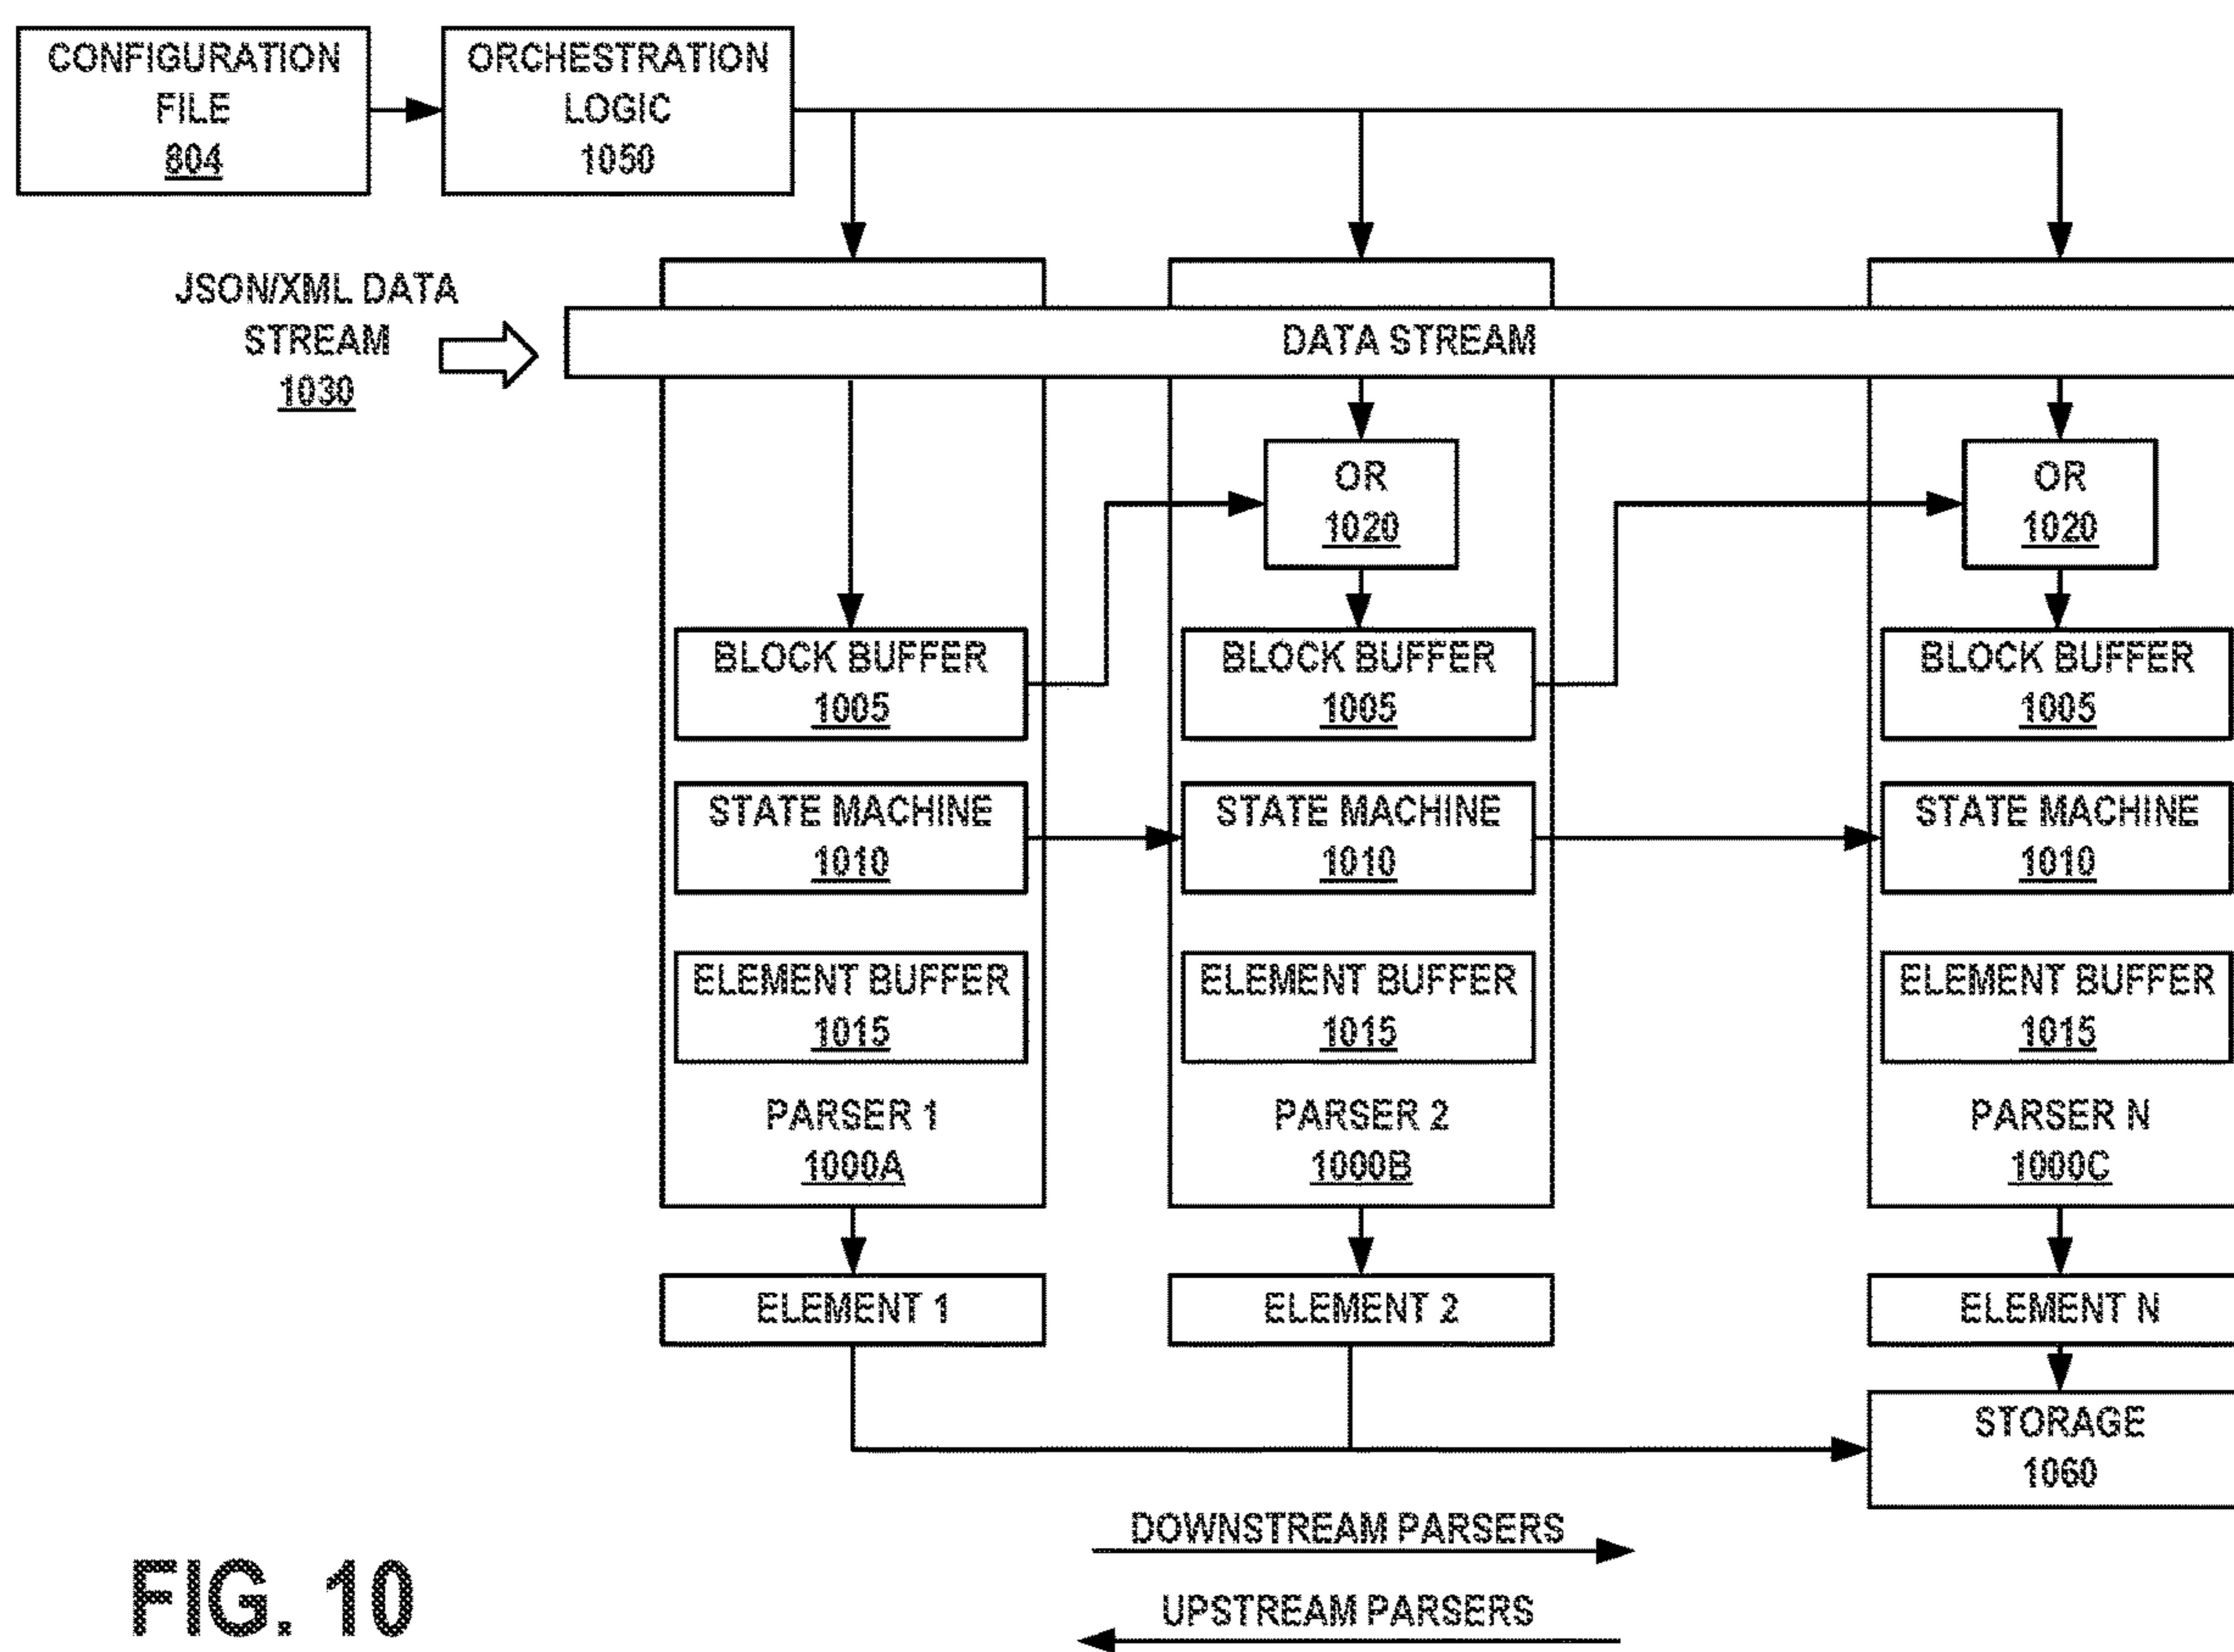 CONFIGURATION
FILE
804
ORCHESTRATION
LOGIC
1050
JSON/XML DATA
STREAM
1030
DATA STREAM
OR
1020
OR
1020
BLOCK BUFFER
1005
BLOCK BUFFER
1005
BLOCK BUFFER
1005
STATE MACHINE
1010
STATE MACHINE
1010
STATE MACHINE
1010
ELEMENT BUFFER
1015
ELEMENT BUFFER
1015
ELEMENT BUFFER
1015
PARSER 1
1000A
PARSER 2
1000B
PARSER N
1000C
ELEMENT 1
ELEMENT 2
ELEMENT N
STORAGE
1060
DOWNSTREAM PARSERS
UPSTREAM PARSERS
FIG. 10